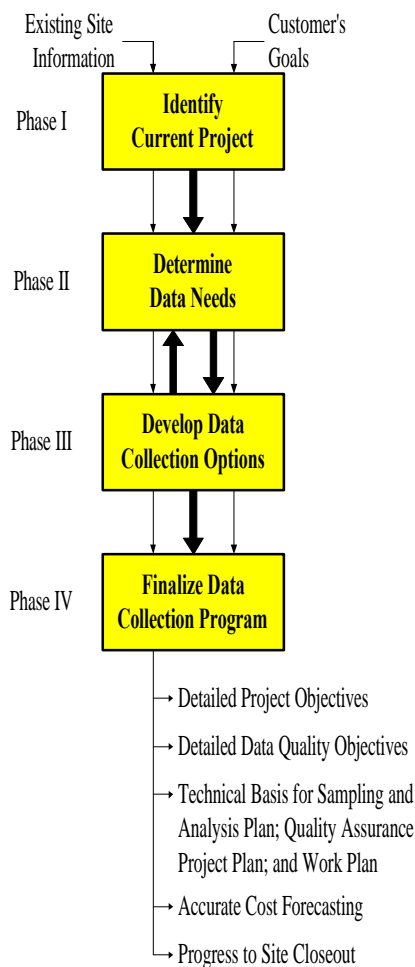 Existing Site
Information
Customer's
Goals
Phase I
Identify
Current Project
Phase II
Determine
Data Needs
Phase III
Develop Data
Collection Options
Phase IV
Finalize Data
Collection Program
Detailed Project Objectives
Detailed Data Quality Objectives
Technical Basis for Sampling and
Analysis Plan; Quality Assurance
Project Plan; and Work Plan
Accurate Cost Forecasting
Progress to Site Closeout